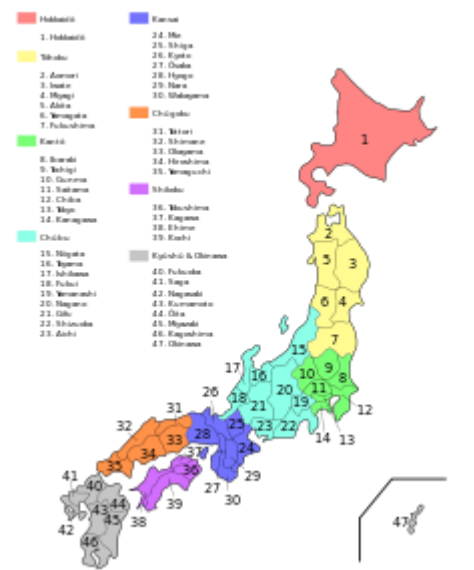 Hokkaidō
1. Hokkaidō
Tōhoku
2. Aomori
3. Iwate
4. Miyagi
5. Akita
6. Yamagata
7. Fukushima
Kantō
8. Ibaraki
9. Tochigi
10. Gunma
11. Saitama
12. Chiba
13. Tōkyō
14. Kanagawa
Chūbu
15. Niigata
16. Toyama
17. Ishikawa
18. Fukui
19. Yamanashi
20. Nagano
21. Gifu
22. Shizuoka
23. Aichi
Kansai
24. Mie
25. Shiga
26. Kyoto
27. Ōsaka
28. Hyogo
29. Nara
30. Wakayama
Chūgoku
31. Tottori
32. Shimane
33. Okayama
34. Hiroshima
35. Yamaguchi
Shikoku
36. Tokushima
37. Kagawa
38. Ehime
39. Kochi
Kyūshū & Okinawa
40. Fukuoka
41. Saga
42. Nagasaki
43. Kumamoto
44. Ōita
45. Miyazaki
46. Kagoshima
47. Okinawa
1
2
5
3
6 4
7
15
17 16
10 9 8
20 11
18 21 19
12
26
31
32
25 23 22
14 13
33 28
24
34 37
35 36
29
41 40
27 30
39
44
43
42 45
38
46
47